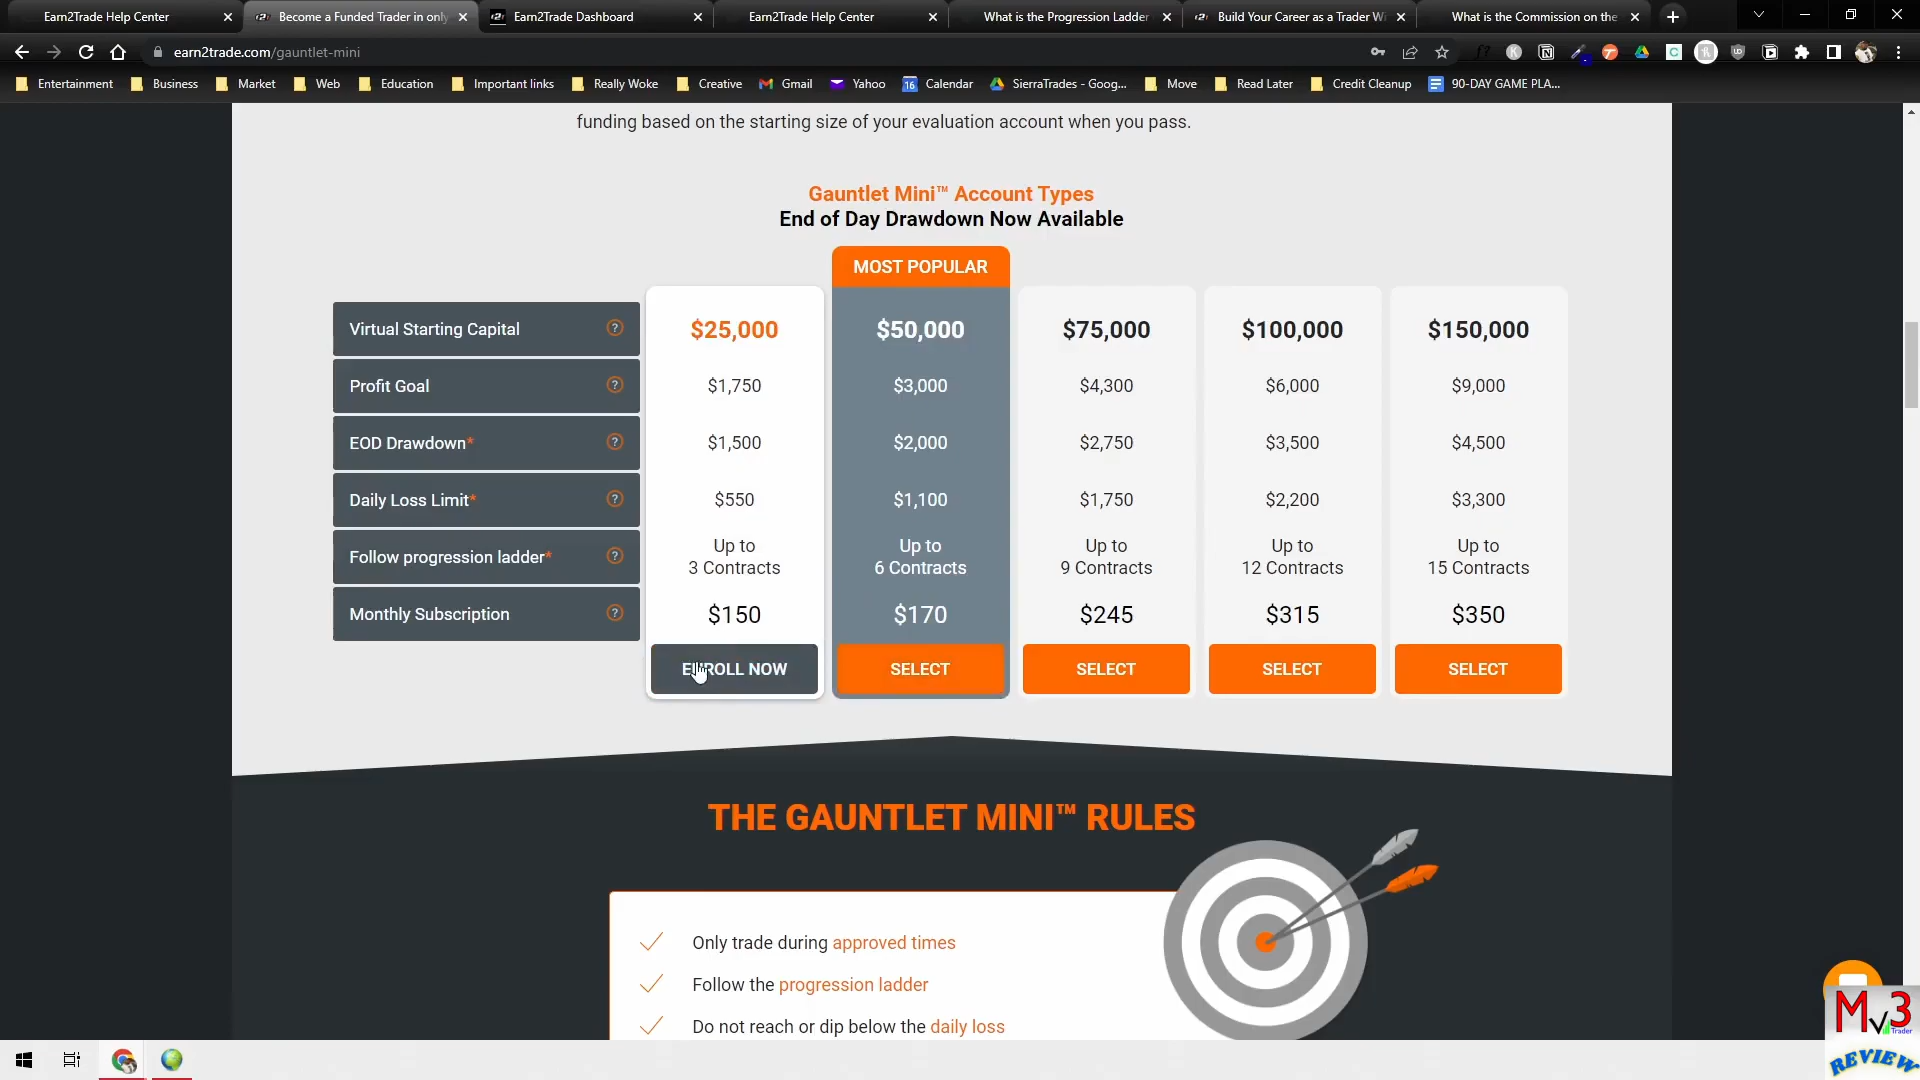 Earn2Trade Help Center
Become a Funded Trader in only
Earn2Trade Dashboard
Earn2Trade Help Center
What is the Progression Ladder
Build Your Career as a Trader Wi
What is the Commission on the
earn2trade.com/gauntlet-mini
Entertainment
Business
Market
Web
Education
Important links
Really Woke
Creative
Gmail
Yahoo
16 Calendar
SierraTrades - Goog...
Move
Read Later
Credit Cleanup
90-DAY GAME PLA...
funding based on the starting size of your evaluation account when you pass.
Gauntlet Mini™ Account Types
End of Day Drawdown Now Available
MOST POPULAR
Virtual Starting Capital ? $25,000 $50,000 $75,000 $100,000 $150,000
Profit Goal ? $1,750 $3,000 $4,300 $6,000 $9,000
EOD Drawdown* ? $1,500 $2,000 $2,750 $3,500 $4,500
Daily Loss Limit* ? $550 $1,100 $1,750 $2,200 $3,300
Follow progression ladder* ? Up to 3 Contracts Up to 6 Contracts Up to 9 Contracts Up to 12 Contracts Up to 15 Contracts
Monthly Subscription ? $150 $170 $245 $315 $350
ENROLL NOW SELECT SELECT SELECT SELECT
THE GAUNTLET MINI™ RULES
Only trade during approved times
Follow the progression ladder
Do not reach or dip below the daily loss
Mv3
Trader
REVIEW